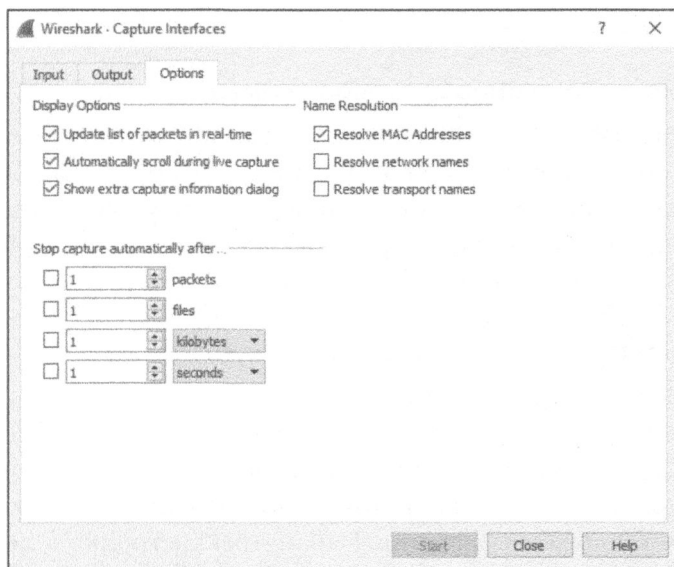 Wireshark · Capture Interfaces
Input Output Options
Display Options
Update list of packets in real-time
Automatically scroll during live capture
Show extra capture information dialog
Name Resolution
Resolve MAC Addresses
Resolve network names
Resolve transport names
Stop capture automatically after...
1 packets
1 files
1 kilobytes
1 seconds
Start Close Help